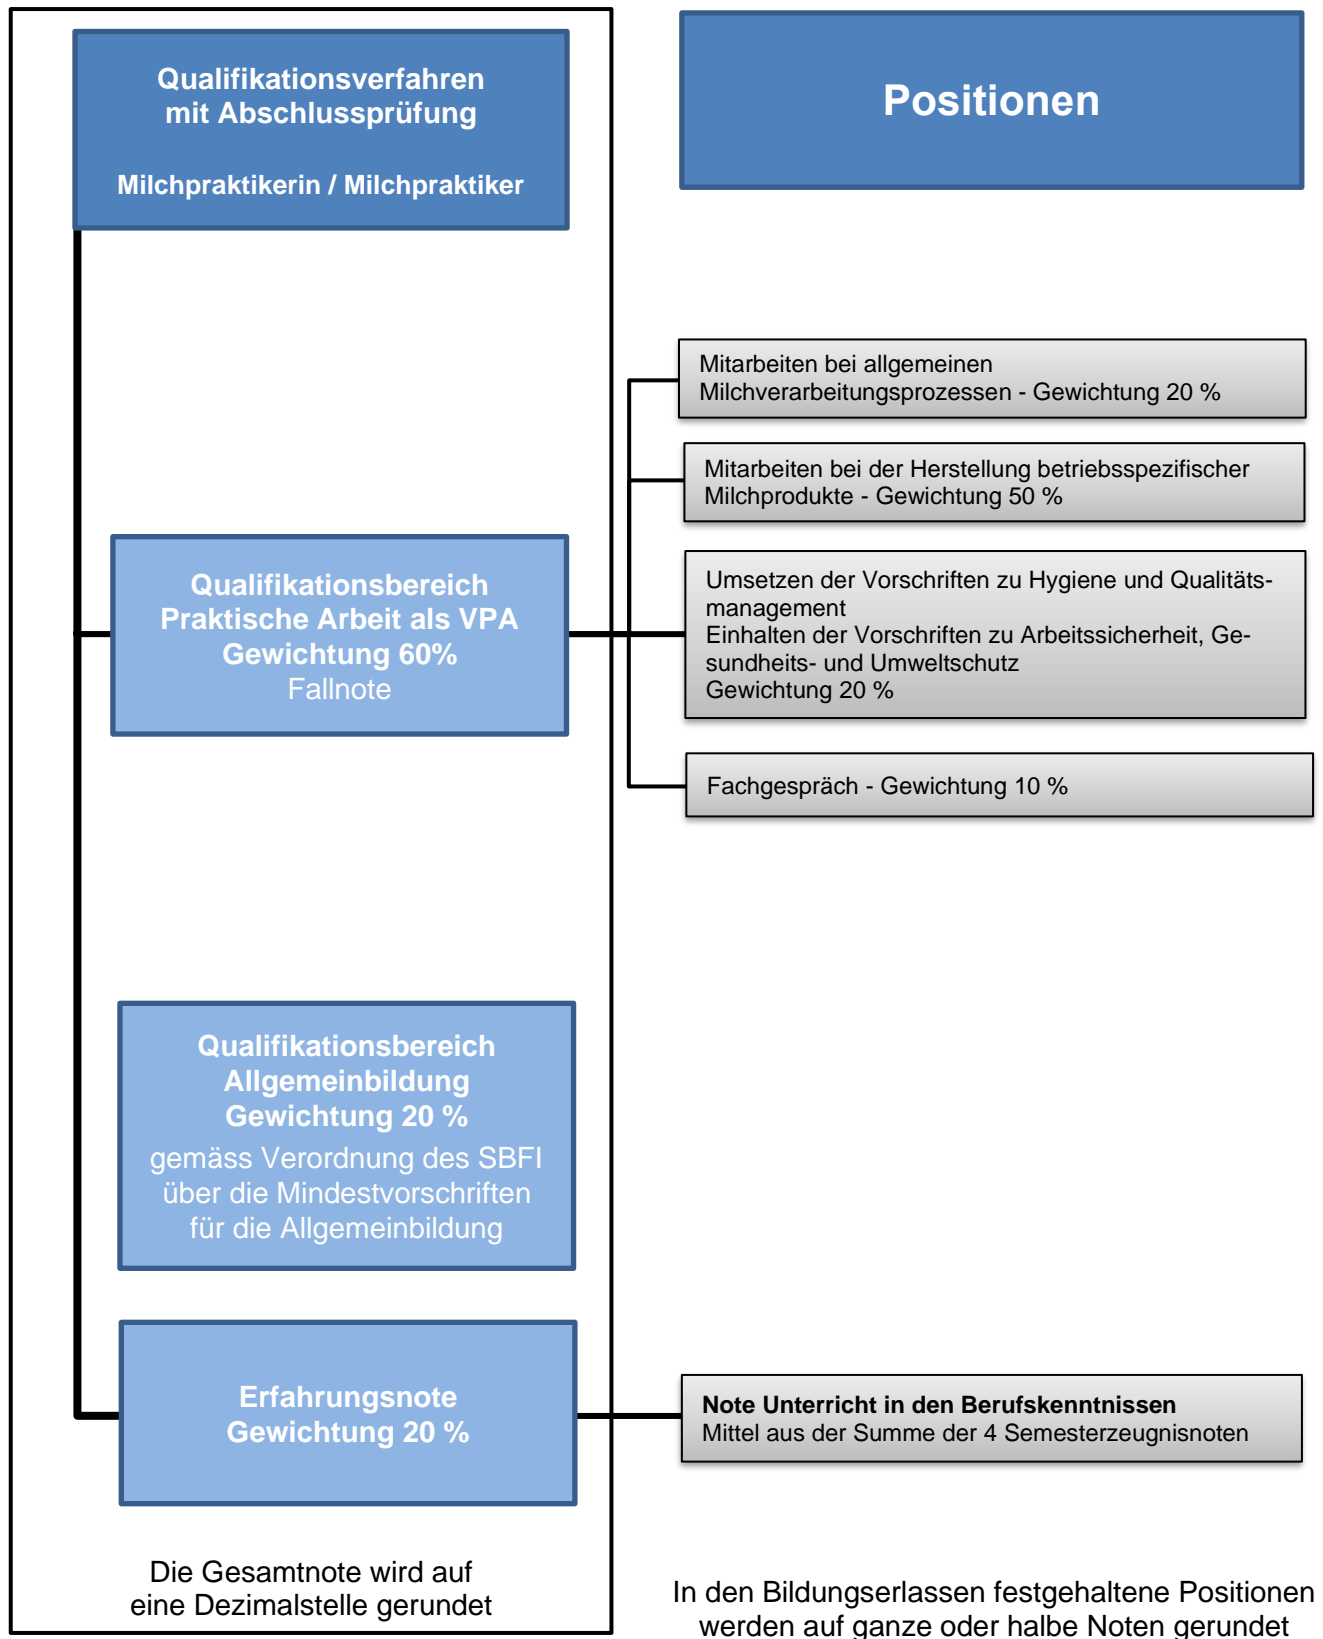 Qualifikationsverfahren
mit Abschlussprüfung
Milchpraktikerin / Milchpraktiker
Positionen
Mitarbeiten bei allgemeinen
Milchverarbeitungsprozessen - Gewichtung 20 %
Mitarbeiten bei der Herstellung betriebsspezifischer
Milchprodukte - Gewichtung 50 %
Qualifikationsbereich
Praktische Arbeit als VPA
Gewichtung 60%
Fallnote
Umsetzen der Vorschriften zu Hygiene und Qualitäts-
management
Einhalten der Vorschriften zu Arbeitssicherheit, Ge-
sundheits- und Umweltschutz
Gewichtung 20 %
Fachgespräch - Gewichtung 10 %
Qualifikationsbereich
Allgemeinbildung
Gewichtung 20 %
gemäss Verordnung des SBFI
über die Mindestvorschriften
für die Allgemeinbildung
Erfahrungsnote
Gewichtung 20 %
Note Unterricht in den Berufskenntnissen
Mittel aus der Summe der 4 Semesterzeugnisnoten
Die Gesamtnote wird auf
eine Dezimalstelle gerundet
In den Bildungserlassen festgehaltene Positionen
werden auf ganze oder halbe Noten gerundet